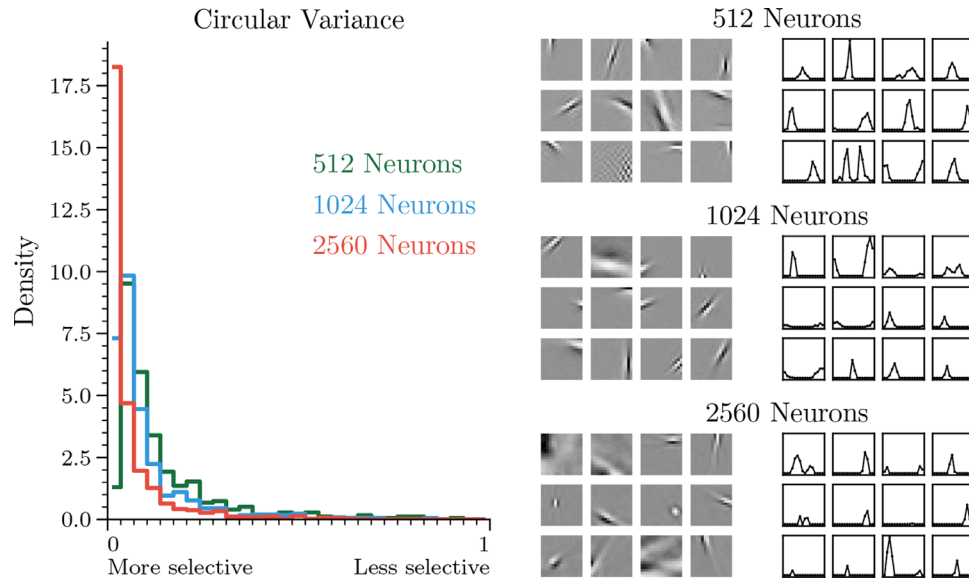 Circular Variance
Density
17.5
15.0
12.5
10.0
7.5
5.0
2.5
0.0
512 Neurons
1024 Neurons
2560 Neurons
0
1
More selective
Less selective
512 Neurons
1024 Neurons
2560 Neurons